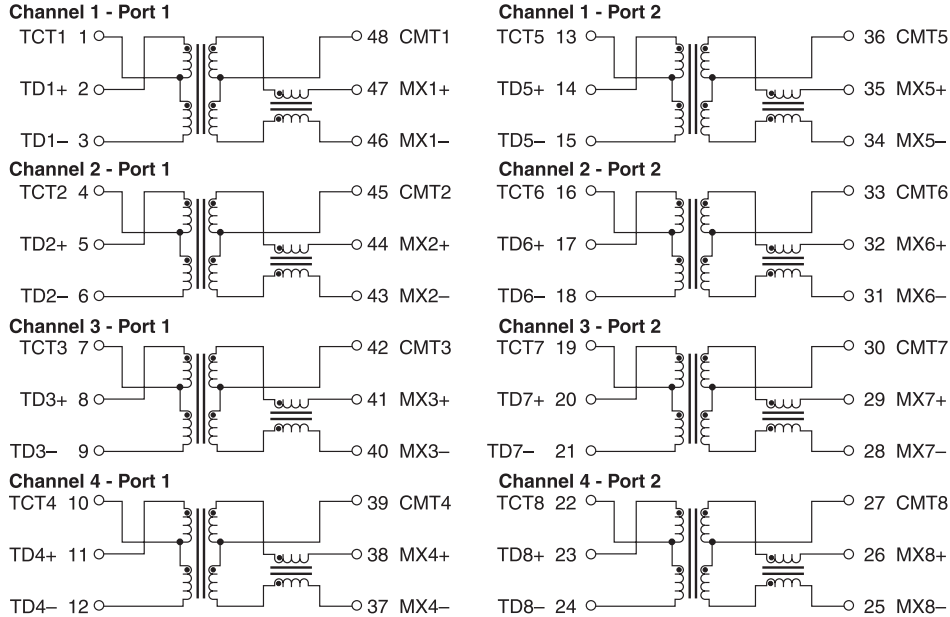 Channel 1 - Port 1
TCT1 1
48 CMT1
TD1+ 2
47 MX1+
TD1– 3
46 MX1–
Channel 2 - Port 1
TCT2 4
45 CMT2
TD2+ 5
44 MX2+
TD2– 6
43 MX2–
Channel 3 - Port 1
TCT3 7
42 CMT3
TD3+ 8
41 MX3+
TD3– 9
40 MX3–
Channel 4 - Port 1
TCT4 10
39 CMT4
TD4+ 11
38 MX4+
TD4– 12
37 MX4–
Channel 1 - Port 2
TCT5 13
36 CMT5
TD5+ 14
35 MX5+
TD5– 15
34 MX5–
Channel 2 - Port 2
TCT6 16
33 CMT6
TD6+ 17
32 MX6+
TD6– 18
31 MX6–
Channel 3 - Port 2
TCT7 19
30 CMT7
TD7+ 20
29 MX7+
TD7– 21
28 MX7–
Channel 4 - Port 2
TCT8 22
27 CMT8
TD8+ 23
26 MX8+
TD8– 24
25 MX8–